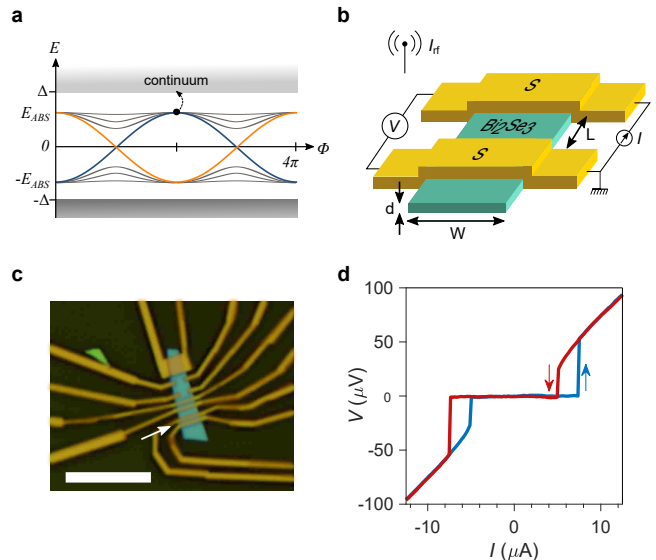 a
E
Δ
continuum
E_ABS
0
Φ
4π
-E_ABS
-Δ
b
I_rf
S
V
Bi2Se3
L
I
S
d
W
c
d
100
50
0
-50
-100
V (μV)
-10
0
10
I (μA)